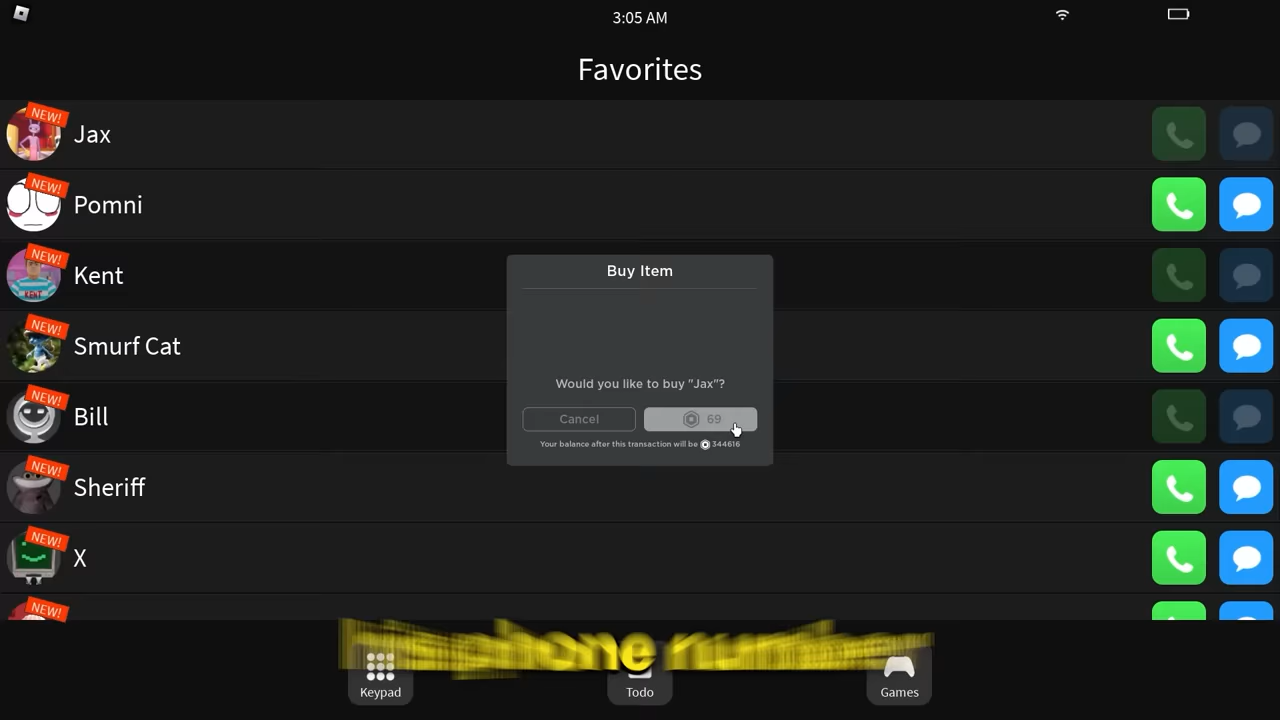 3:05 AM
Favorites
NEW!
Jax
NEW!
Pomni
NEW!
Kent
KENT
NEW!
Smurf Cat
NEW!
Bill
NEW!
Sheriff
NEW!
X
NEW!
Buy Item
Would you like to buy "Jax"?
Cancel
69
Your balance after this transaction will be 344616
Keypad
Todo
Games